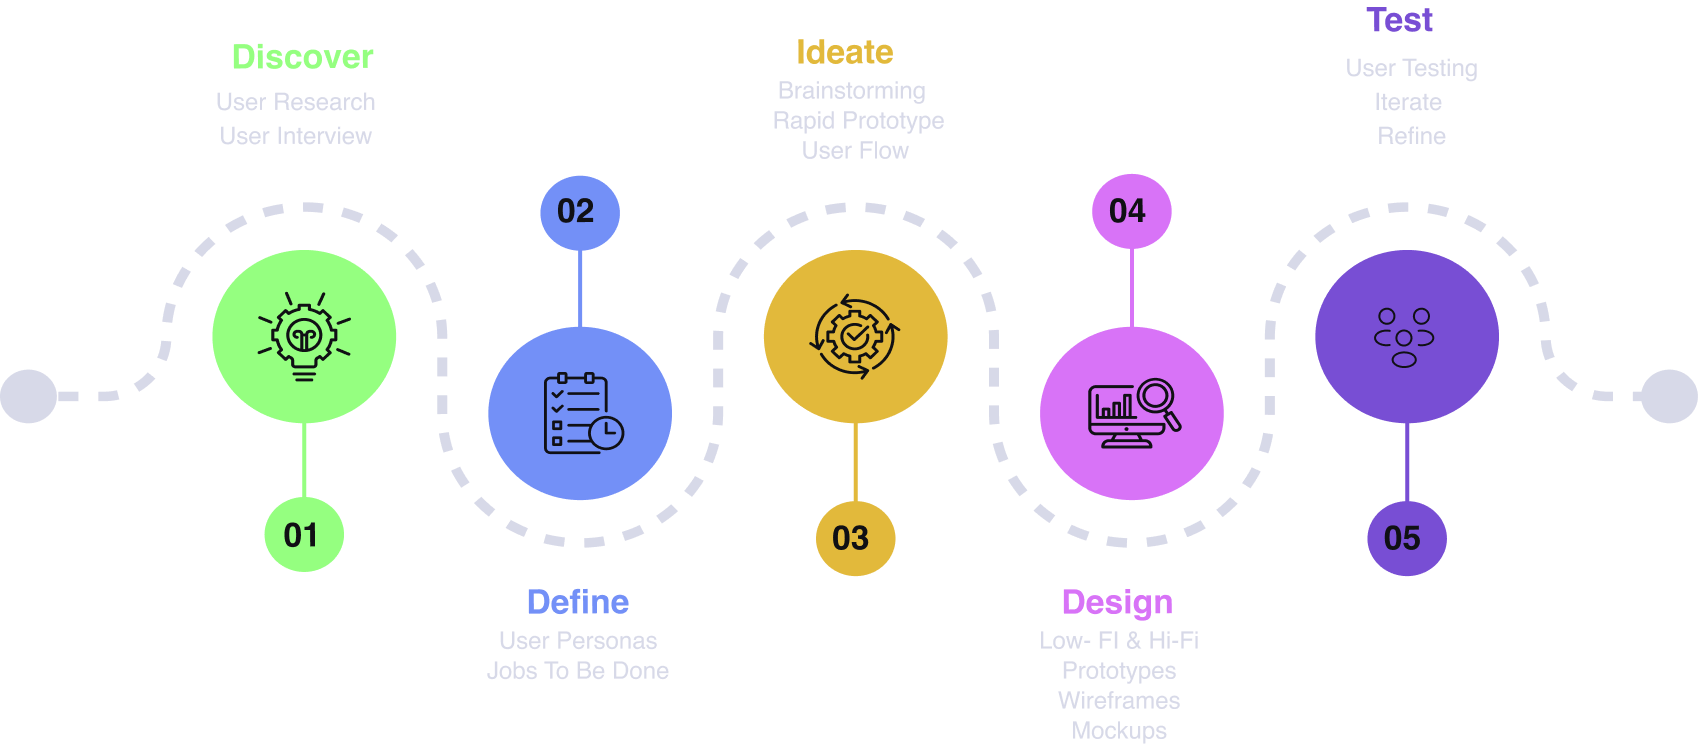 Discover
User Research
User Interview
01
02
Define
User Personas
Jobs To Be Done
Ideate
Brainstorming
Rapid Prototype
User Flow
03
04
Design
Low- FI & Hi-Fi
Prototypes
Wireframes
Mockups
Test
User Testing
Iterate
Refine
05